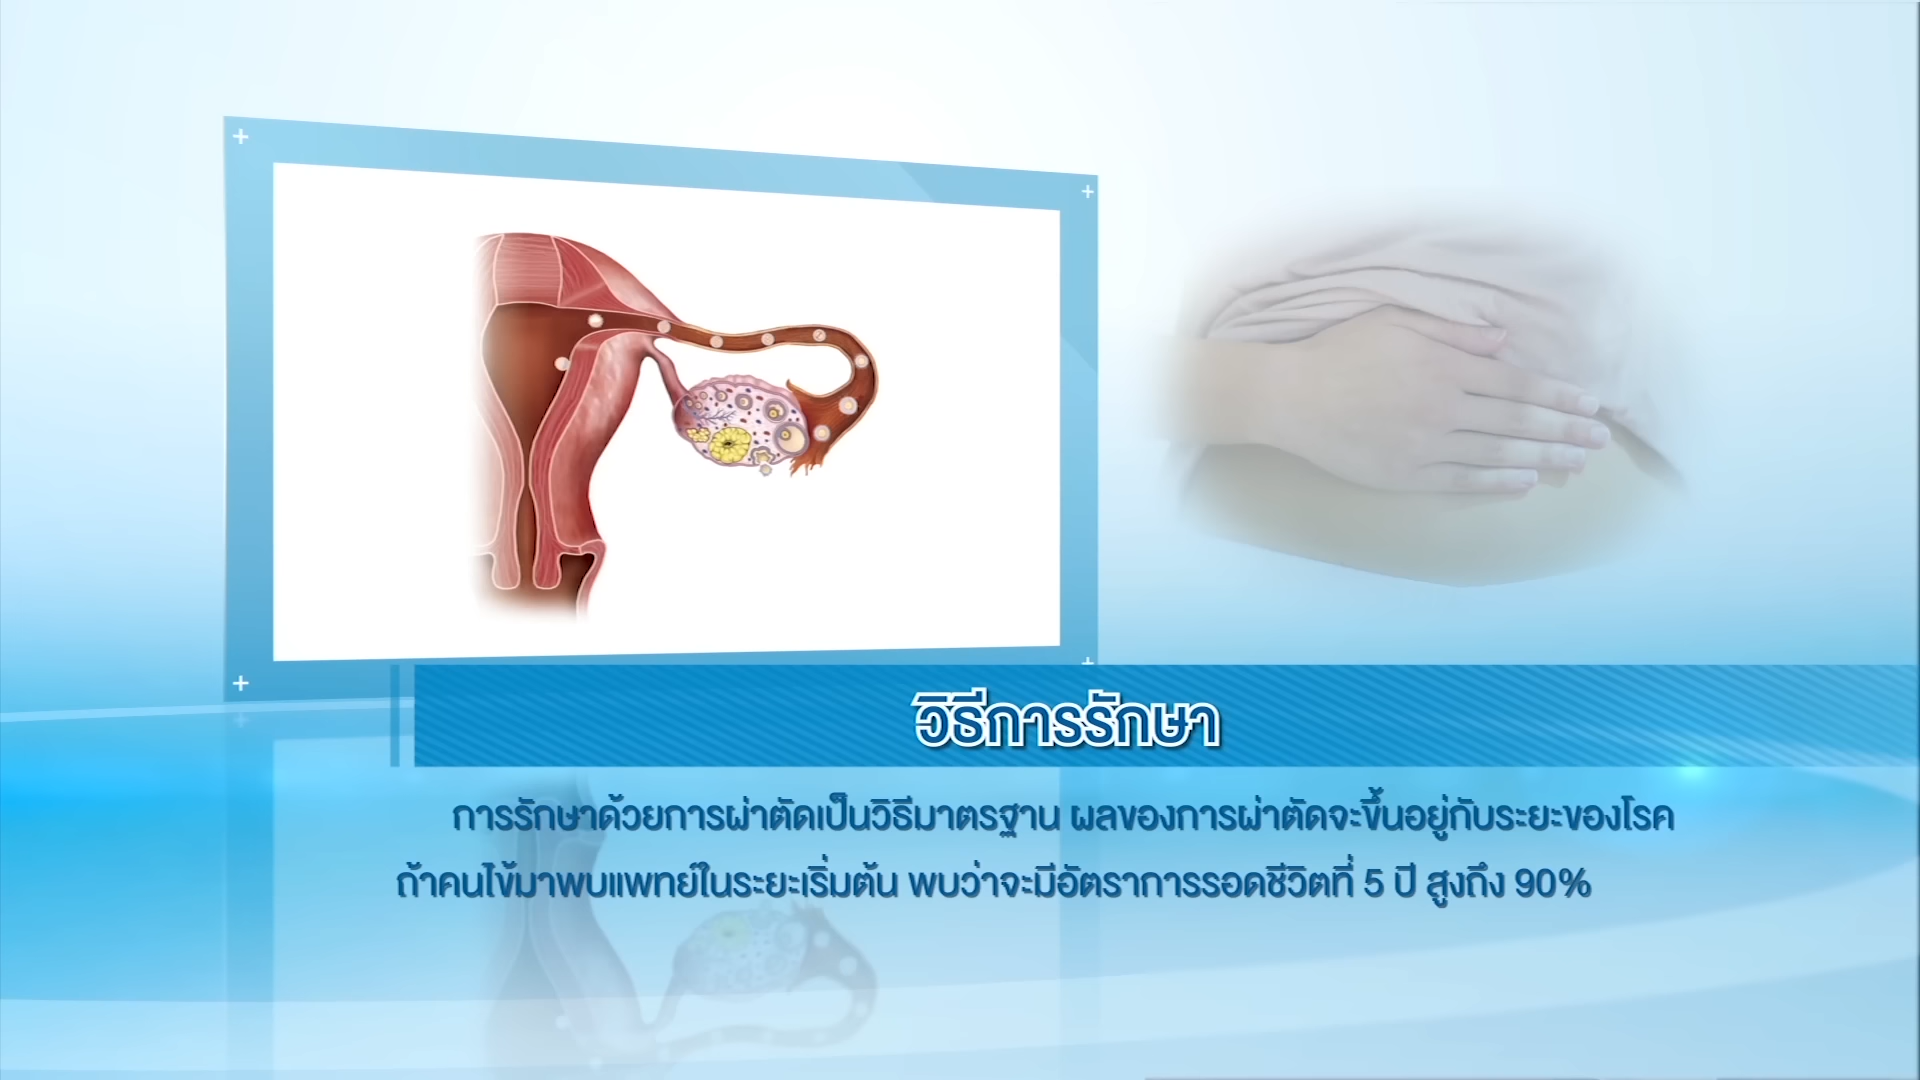 วิธีการรักษา
การรักษาด้วยการผ่าตัดเป็นวิธีมาตรฐาน ผลของการผ่าตัดจะขึ้นอยู่กับระยะของโรค
ถ้าคนไข้มาพบแพทย์ในระยะเริ่มต้น พบว่าจะมีอัตราการรอดชีวิตที่ 5 ปี สูงถึง 90%